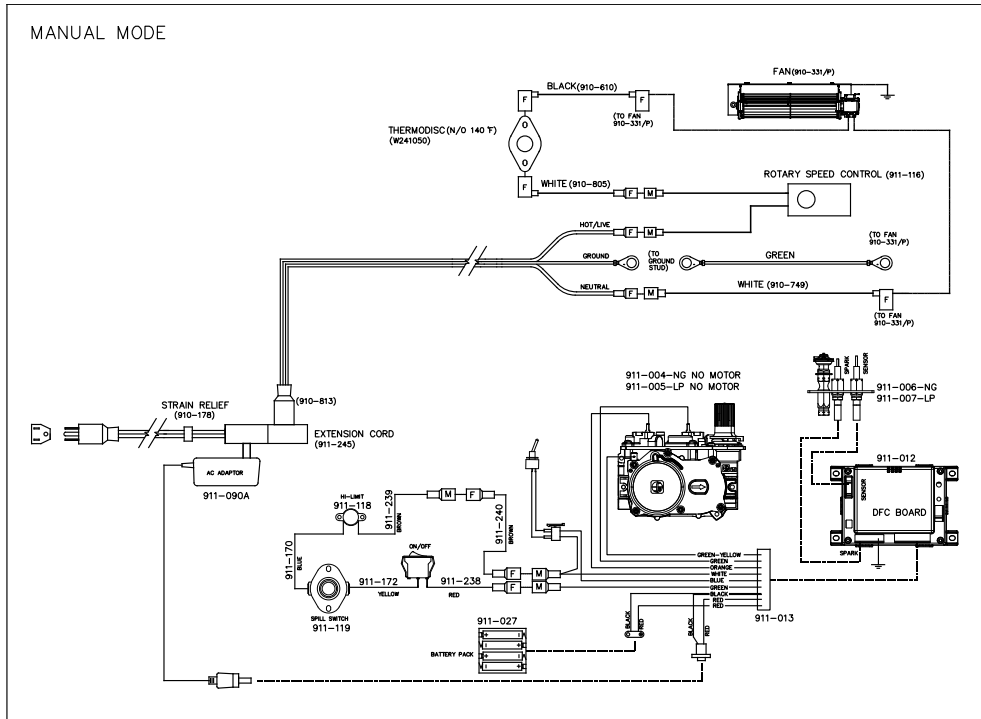 MANUAL MODE
FAN(910-331/P)
BLACK(910-610)
F
F
(TO FAN
910-331/P)
THERMODISC(N/O 140 °F)
(W241050)
F
WHITE(910-805)
F M
ROTARY SPEED CONTROL (911-116)
HOT/LIVE
F M
GROUND
(TO
GROUND
STUD)
GREEN
(TO FAN
910-331/P)
NEUTRAL
F M
WHITE (910-749)
F
(TO FAN
910-331/P)
911-004-NG NO MOTOR
911-005-LP NO MOTOR
SPARK
SENSOR
911-006-NG
911-007-LP
STRAIN RELIEF
(910-178)
(910-813)
EXTENSION CORD
(911-245)
AC ADAPTOR
911-090A
911-012
SENSOR
DFC BOARD
SPARK
HI-LIMIT
911-118
911-239
BROWN
M F
911-240
BROWN
911-170
BLUE
ON/OFF
911-172
YELLOW
911-238
RED
F M
F M
SPILL SWITCH
911-119
GREEN-YELLOW
GREEN
ORANGE
WHITE
BLUE
GREEN
BLACK
RED
RED
911-013
BLACK
RED
BLACK
RED
911-027
BATTERY PACK